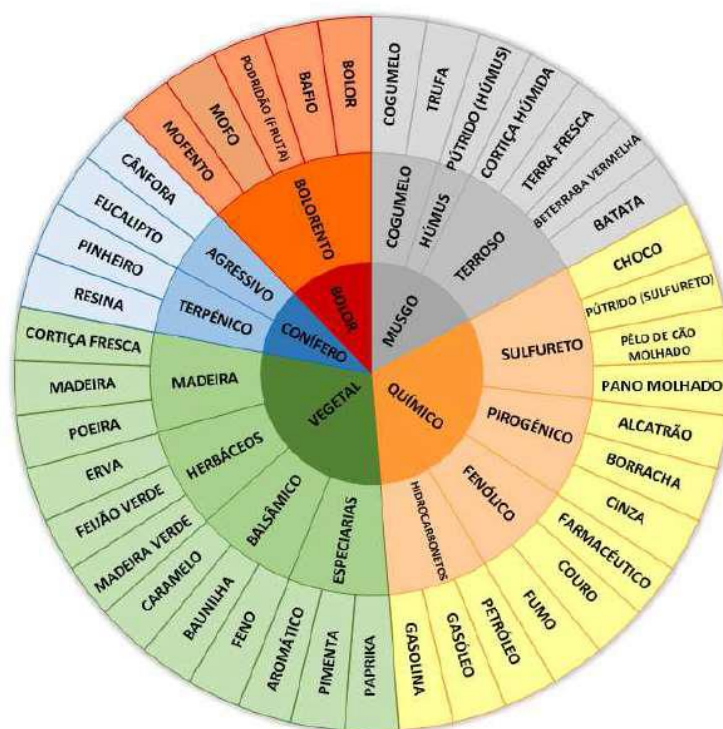 BOLOR
MUSGO
QUÍMICO
VEGETAL
CONÍFERO
BOLORENTO
COGUMELO
HÚMUS
TERROSO
SULFURETO
PIROGÉNICO
FENÓLICO
HIDROCARBONETOS
ESPECIARIAS
BALSÂMICO
HERBÁCEOS
MADEIRA
TERPÉNICO
AGRESSIVO
COGUMELO
TRUFA
PÚTRIDO (HÚMUS)
CORTIÇA HÚMIDA
TERRA FRESCA
BETERRABA VERMELHA
BATATA
CHOCO
PÚTRIDO (SULFURETO)
PÊLO DE CÃO
MOLHADO
PANO MOLHADO
ALCATRÃO
BORRACHA
CINZA
FARMACÊUTICO
COURO
FUMO
PETRÓLEO
GASÓLEO
GASOLINA
PAPRIKA
PIMENTA
AROMÁTICO
FENO
BAUNILHA
CARAMELO
MADEIRA VERDE
FEIJÃO VERDE
ERVA
POEIRA
MADEIRA
CORTIÇA FRESCA
RESINA
PINHEIRO
EUCALIPTO
CÂNFORA
MOFENTO
MOFO
PODRIDÃO (FRUTA)
BAFIO
BOLOR